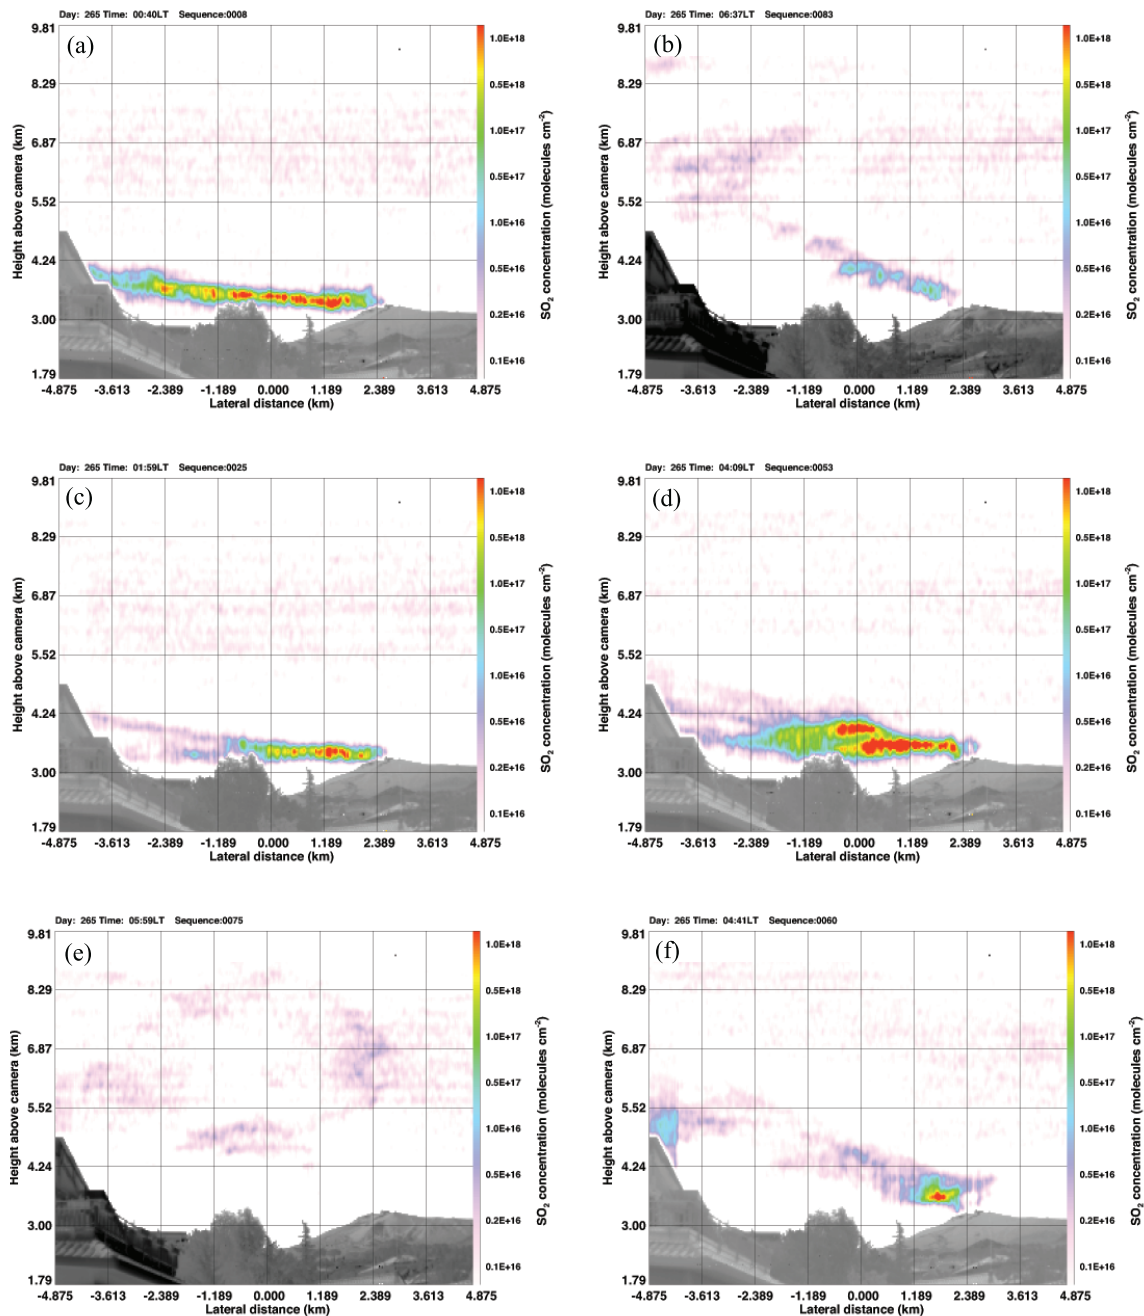 Day: 265 Time: 00:40LT Sequence:0008
(a)
9.81
8.29
6.87
5.52
4.24
3.00
1.79
Height above camera (km)
-4.875 -3.613 -2.389 -1.189 0.000 1.189 2.389 3.613 4.875
Lateral distance (km)
1.0E+18
0.5E+18
1.0E+17
0.5E+17
1.0E+16
0.5E+16
0.2E+16
0.1E+16
SO2 concentration (molecules cm-2)
Day: 265 Time: 06:37LT Sequence:0083
(b)
9.81
8.29
6.87
5.52
4.24
3.00
1.79
Height above camera (km)
-4.875 -3.613 -2.389 -1.189 0.000 1.189 2.389 3.613 4.875
Lateral distance (km)
1.0E+18
0.5E+18
1.0E+17
0.5E+17
1.0E+16
0.5E+16
0.2E+16
0.1E+16
SO2 concentration (molecules cm-2)
Day: 265 Time: 01:59LT Sequence:0025
(c)
9.81
8.29
6.87
5.52
4.24
3.00
1.79
Height above camera (km)
-4.875 -3.613 -2.389 -1.189 0.000 1.189 2.389 3.613 4.875
Lateral distance (km)
1.0E+18
0.5E+18
1.0E+17
0.5E+17
1.0E+16
0.5E+16
0.2E+16
0.1E+16
SO2 concentration (molecules cm-2)
Day: 265 Time: 04:09LT Sequence:0053
(d)
9.81
8.29
6.87
5.52
4.24
3.00
1.79
Height above camera (km)
-4.875 -3.613 -2.389 -1.189 0.000 1.189 2.389 3.613 4.875
Lateral distance (km)
1.0E+18
0.5E+18
1.0E+17
0.5E+17
1.0E+16
0.5E+16
0.2E+16
0.1E+16
SO2 concentration (molecules cm-2)
Day: 265 Time: 05:59LT Sequence:0075
(e)
9.81
8.29
6.87
5.52
4.24
3.00
1.79
Height above camera (km)
-4.875 -3.613 -2.389 -1.189 0.000 1.189 2.389 3.613 4.875
Lateral distance (km)
1.0E+18
0.5E+18
1.0E+17
0.5E+17
1.0E+16
0.5E+16
0.2E+16
0.1E+16
SO2 concentration (molecules cm-2)
Day: 265 Time: 04:41LT Sequence:0060
(f)
9.81
8.29
6.87
5.52
4.24
3.00
1.79
Height above camera (km)
-4.875 -3.613 -2.389 -1.189 0.000 1.189 2.389 3.613 4.875
Lateral distance (km)
1.0E+18
0.5E+18
1.0E+17
0.5E+17
1.0E+16
0.5E+16
0.2E+16
0.1E+16
SO2 concentration (molecules cm-2)